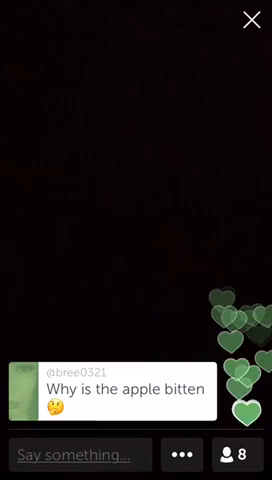 @bree0321
Why is the apple bitten
🤔
Say something...
8